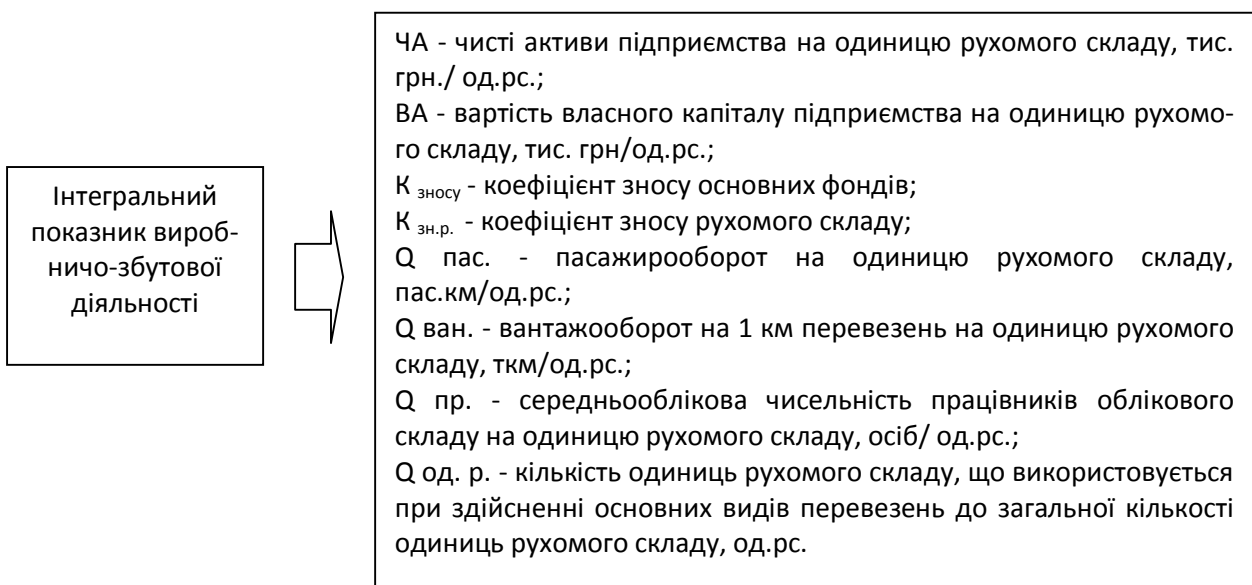 Інтегральний
показник вироб-
ничо-збутової
діяльності
ЧА - чисті активи підприємства на одиницю рухомого складу, тис.
грн./ од.рс.;
ВА - вартість власного капіталу підприємства на одиницю рухомо-
го складу, тис. грн/од.рс.;
К зносу - коефіцієнт зносу основних фондів;
К зн.р. - коефіцієнт зносу рухомого складу;
Q пас. - пасажирооборот на одиницю рухомого складу,
пас.км/од.рс.;
Q ван. - вантажооборот на 1 км перевезень на одиницю рухомого
складу, ткм/од.рс.;
Q пр. - середньооблікова чисельність працівників облікового
складу на одиницю рухомого складу, осіб/ од.рс.;
Q од. р. - кількість одиниць рухомого складу, що використовується
при здійсненні основних видів перевезень до загальної кількості
одиниць рухомого складу, од.рс.